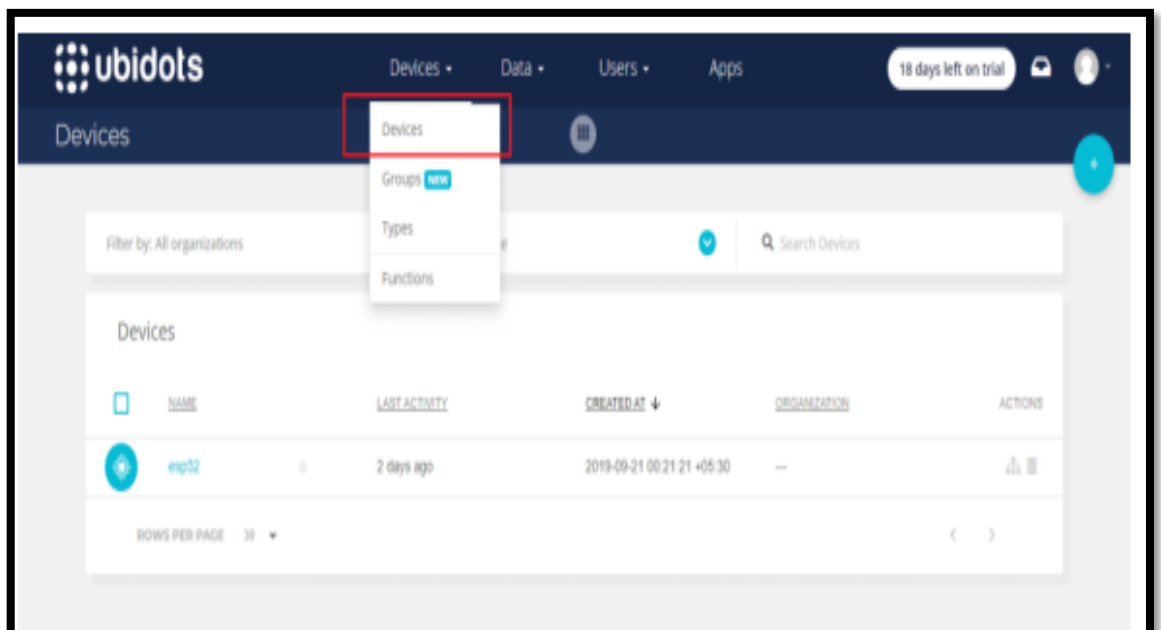 ubidots Devices Data Users Apps 18 days left on trial
Devices
Devices
Groups NEW
Types
Functions
Filter by: All organizations e Search Devices
Devices
NAME LAST ACTIVITY CREATED AT ORGANIZATION ACTIONS
esp32 2 days ago 2019-09-21 00:21:21 +05:30 ---
ROWS PER PAGE 30